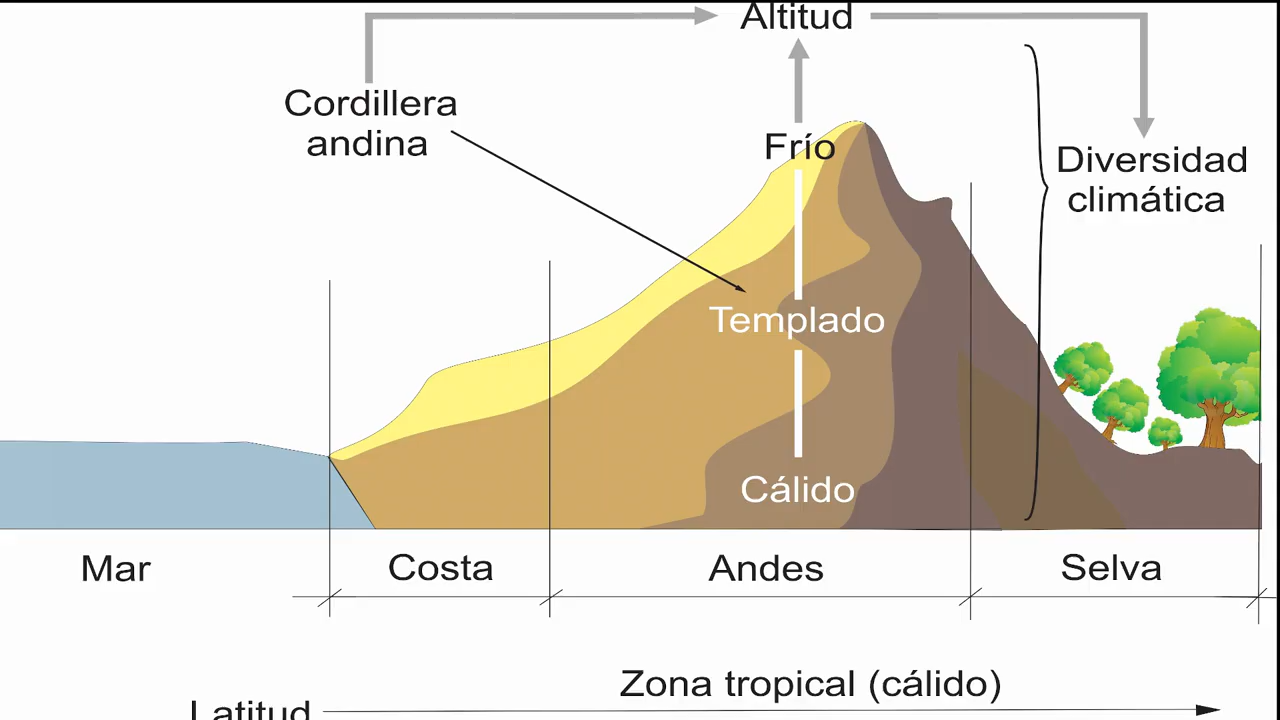 Altitud
Cordillera
andina
Frío
Diversidad
climática
Templado
Cálido
Mar
Costa
Andes
Selva
Zona tropical (cálido)
Latitud